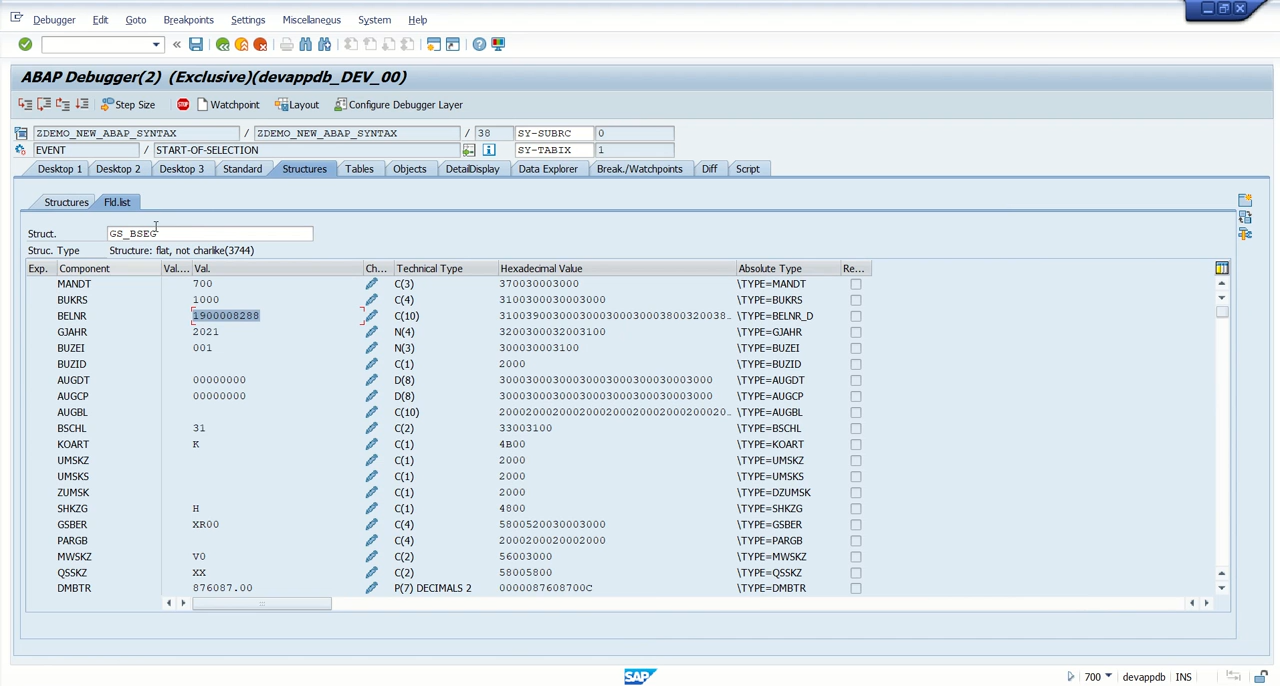 Debugger Edit Goto Breakpoints Settings Miscellanegus System Help
ABAP Debugger(2) (Exclusive)(devappdb_DEV_00)
Step Size Watchpoint Layout Configure Debugger Layer
ZDEMO_NEW_ABAP_SYNTAX / ZDEMO_NEW_ABAP_SYNTAX / 38 SY-SUBRC 0
EVENT / START-OF-SELECTION SY-TABIX 1
Desktop 1 Desktop 2 Desktop 3 Standard Structures Tables Objects DetailDisplay Data Explorer Break./Watchpoints Diff Script
Structures Fld.list
Struct. GS_BSEG
Struc. Type Structure: flat, not charlike(3744)
Exp. Component Val.... Val. Ch... Technical Type Hexadecimal Value Absolute Type Re...
MANDT 700 C(3) 370030003000 \TYPE=MANDT
BUKRS 1000 C(4) 3100300030003000 \TYPE=BUKRS
BELNR 1900008288 C(10) 3100390030003000300030003800320038... \TYPE=BELNR_D
GJAHR 2021 N(4) 3200300032003100 \TYPE=GJAHR
BUZEI 001 N(3) 300030003100 \TYPE=BUZEI
BUZID C(1) 2000 \TYPE=BUZID
AUGDT 00000000 D(8) 30003000300030003000300030003000 \TYPE=AUGDT
AUGCP 00000000 D(8) 30003000300030003000300030003000 \TYPE=AUGCP
AUGBL C(10) 2000200020002000200020002000200020... \TYPE=AUGBL
BSCHL 31 C(2) 33003100 \TYPE=BSCHL
KOART K C(1) 4B00 \TYPE=KOART
UMSKZ C(1) 2000 \TYPE=UMSKZ
UMSKS C(1) 2000 \TYPE=UMSKS
ZUMSK C(1) 2000 \TYPE=DZUMSK
SHKZG H C(1) 4800 \TYPE=SHKZG
GSBER XR00 C(4) 5800520030003000 \TYPE=GSBER
PARGB C(4) 2000200020002000 \TYPE=PARGB
MWSKZ V0 C(2) 56003000 \TYPE=MWSKZ
QSSKZ XX C(2) 58005800 \TYPE=QSSKZ
DMBTR 876087.00 P(7) DECIMALS 2 0000087608700C \TYPE=DMBTR
SAP 700 devappdb INS